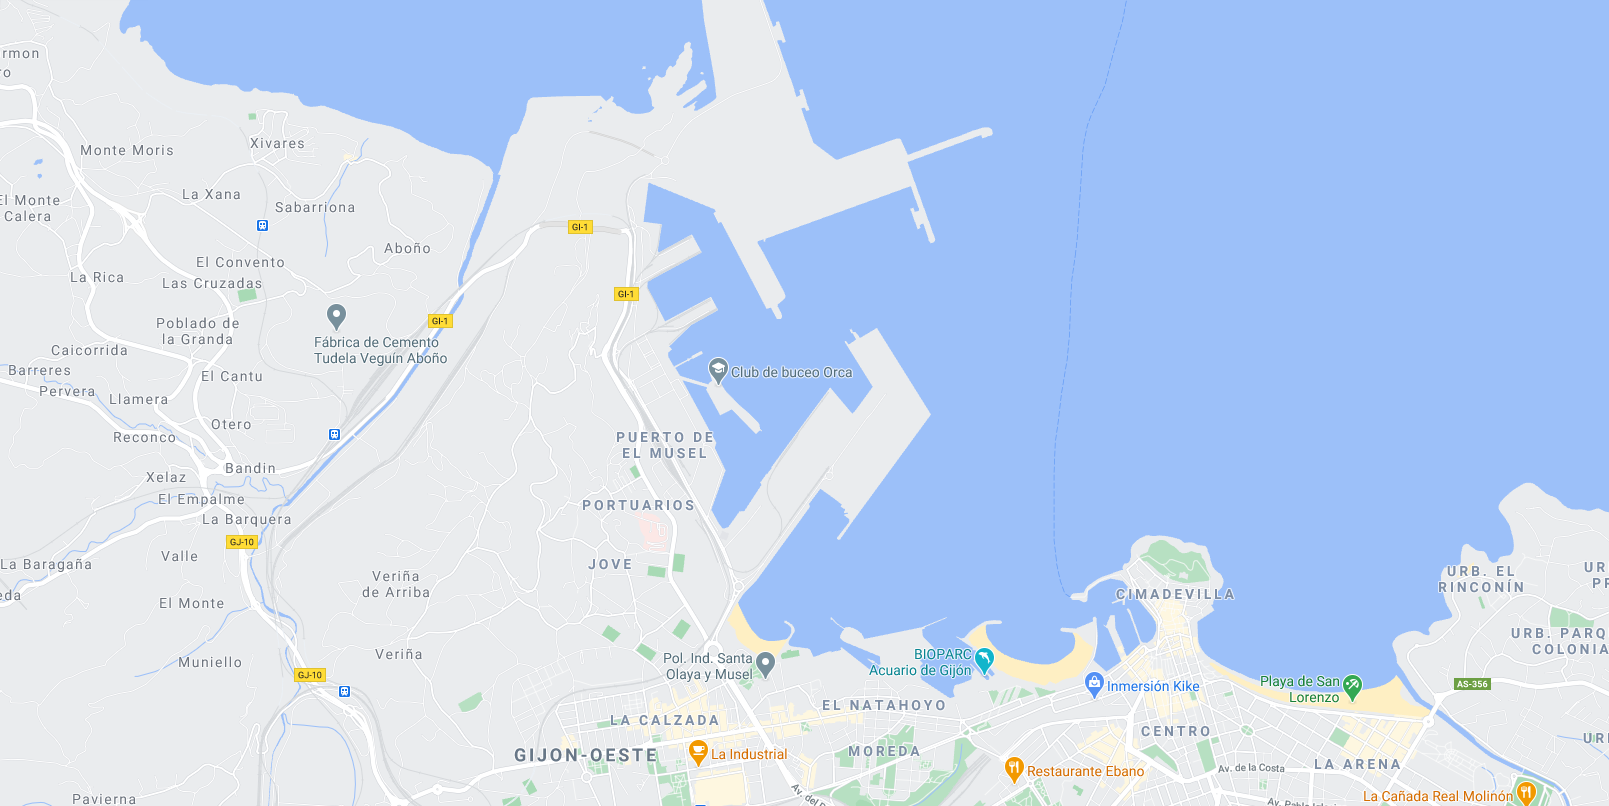 rmon
ro
Monte Moris
Xivares
La Xana
Sabarriona
El Monte
Calera
GI-1
Aboño
El Convento
La Rica
Las Cruzadas
GI-1
Poblado de
la Granda
GI-1
Fábrica de Cemento
Tudela Veguín Aboño
Caicorrida
Barreres
Pervera
El Cantu
Llamera
Club de buceo Orca
Otero
Reconco
PUERTO DE
EL MUSEL
Bandin
Xelaz
El Empalme
La Barquera
PORTUARIOS
GJ-10
Valle
La Baragaña
JOVE
Veriña
de Arriba
eda
El Monte
CIMADEVILLA
URB. EL
RINCONÍN
UR
PR
URB. PARQ
COLONIA
Veriña
Muniello
Pol. Ind. Santa
Olaya y Musel
BIOPARC
Acuario de Gijón
GJ-10
Inmersión Kike
Playa de San
Lorenzo
AS-356
EL NATAHOYO
LA CALZADA
CENTRO
URI
GIJON-OESTE
La Industrial
MOREDA
Restaurante Ebano
Av. de la Costa
LA ARENA
Pavierna
La Cañada Real Molinón